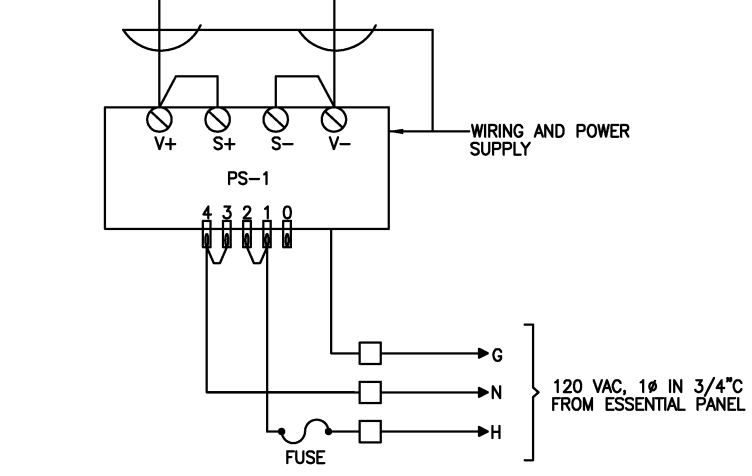 V+ S+ S− V−
WIRING AND POWER
SUPPLY
PS−1
4 3 2 1 0
G
N
120 VAC, 1ø IN 3/4"C
FROM ESSENTIAL PANEL
H
FUSE